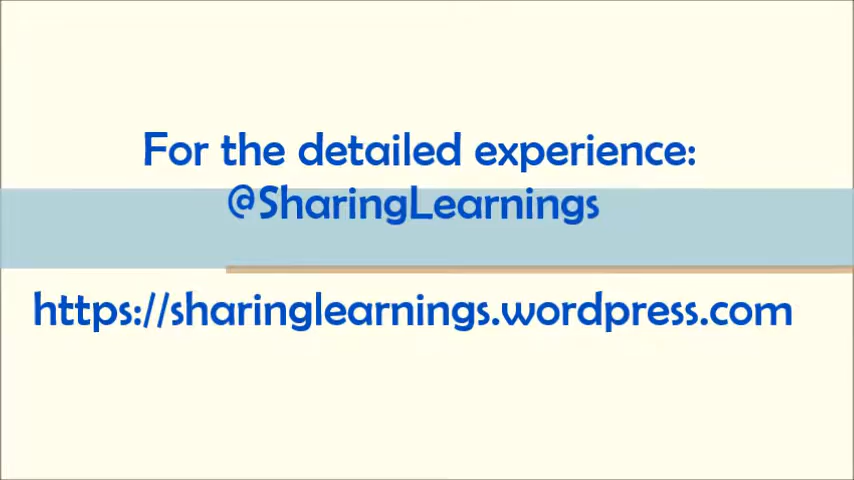 For the detailed experience:
@SharingLearnings
https://sharinglearnings.wordpress.com